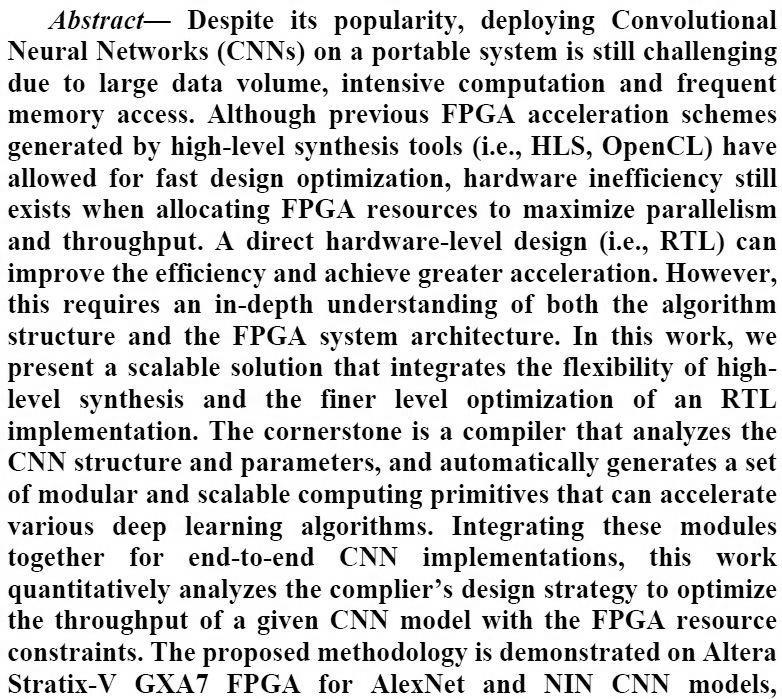 Abstract— Despite its popularity, deploying Convolutional
Neural Networks (CNNs) on a portable system is still challenging
due to large data volume, intensive computation and frequent
memory access. Although previous FPGA acceleration schemes
generated by high-level synthesis tools (i.e., HLS, OpenCL) have
allowed for fast design optimization, hardware inefficiency still
exists when allocating FPGA resources to maximize parallelism
and throughput. A direct hardware-level design (i.e., RTL) can
improve the efficiency and achieve greater acceleration. However,
this requires an in-depth understanding of both the algorithm
structure and the FPGA system architecture. In this work, we
present a scalable solution that integrates the flexibility of high-
level synthesis and the finer level optimization of an RTL
implementation. The cornerstone is a compiler that analyzes the
CNN structure and parameters, and automatically generates a set
of modular and scalable computing primitives that can accelerate
various deep learning algorithms. Integrating these modules
together for end-to-end CNN implementations, this work
quantitatively analyzes the complier’s design strategy to optimize
the throughput of a given CNN model with the FPGA resource
constraints. The proposed methodology is demonstrated on Altera
Stratix-V GXA7 FPGA for AlexNet and NIN CNN models,